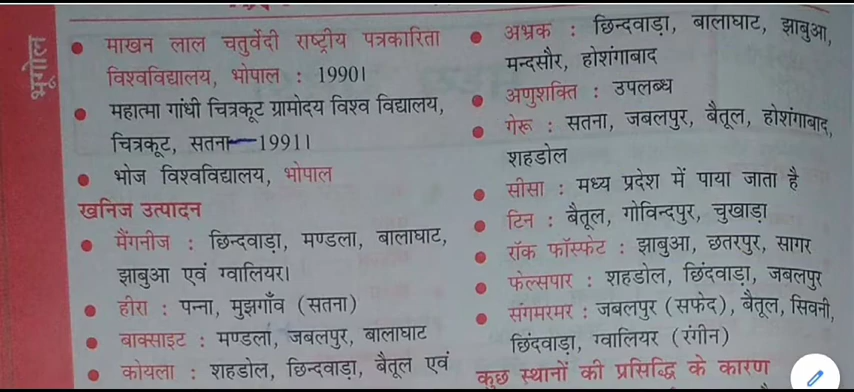 भूगोल
माखन लाल चतुर्वेदी राष्ट्रीय पत्रकारिता
विश्वविद्यालय, भोपाल : 1990।
महात्मा गांधी चित्रकूट ग्रामोदय विश्व विद्यालय,
चित्रकूट, सतना 1991।
भोज विश्वविद्यालय, भोपाल
खनिज उत्पादन
मैंगनीज : छिन्दवाड़ा, मण्डला, बालाघाट,
झाबुआ एवं ग्वालियर।
हीरा : पन्ना, मुझगाँव (सतना)
बाक्साइट : मण्डला, जबलपुर, बालाघाट
कोयला : शहडोल, छिन्दवाड़ा, बैतूल एवं
अभ्रक : छिन्दवाड़ा, बालाघाट, झाबुआ,
मन्दसौर, होशंगाबाद
अणुशक्ति : उपलब्ध
गेरू : सतना, जबलपुर, बैतूल, होशंगाबाद,
शहडोल
सीसा : मध्य प्रदेश में पाया जाता है
टिन : बैतूल, गोविन्दपुर, चुखाड़ा
रॉक फॉस्फेट : झाबुआ, छतरपुर, सागर
फेल्सपार : शहडोल, छिंदवाड़ा, जबलपुर
संगमरमर : जबलपुर (सफेद), बैतूल, सिवनी,
छिंदवाड़ा, ग्वालियर (रंगीन)
कुछ स्थानों की प्रसिद्धि के कारण